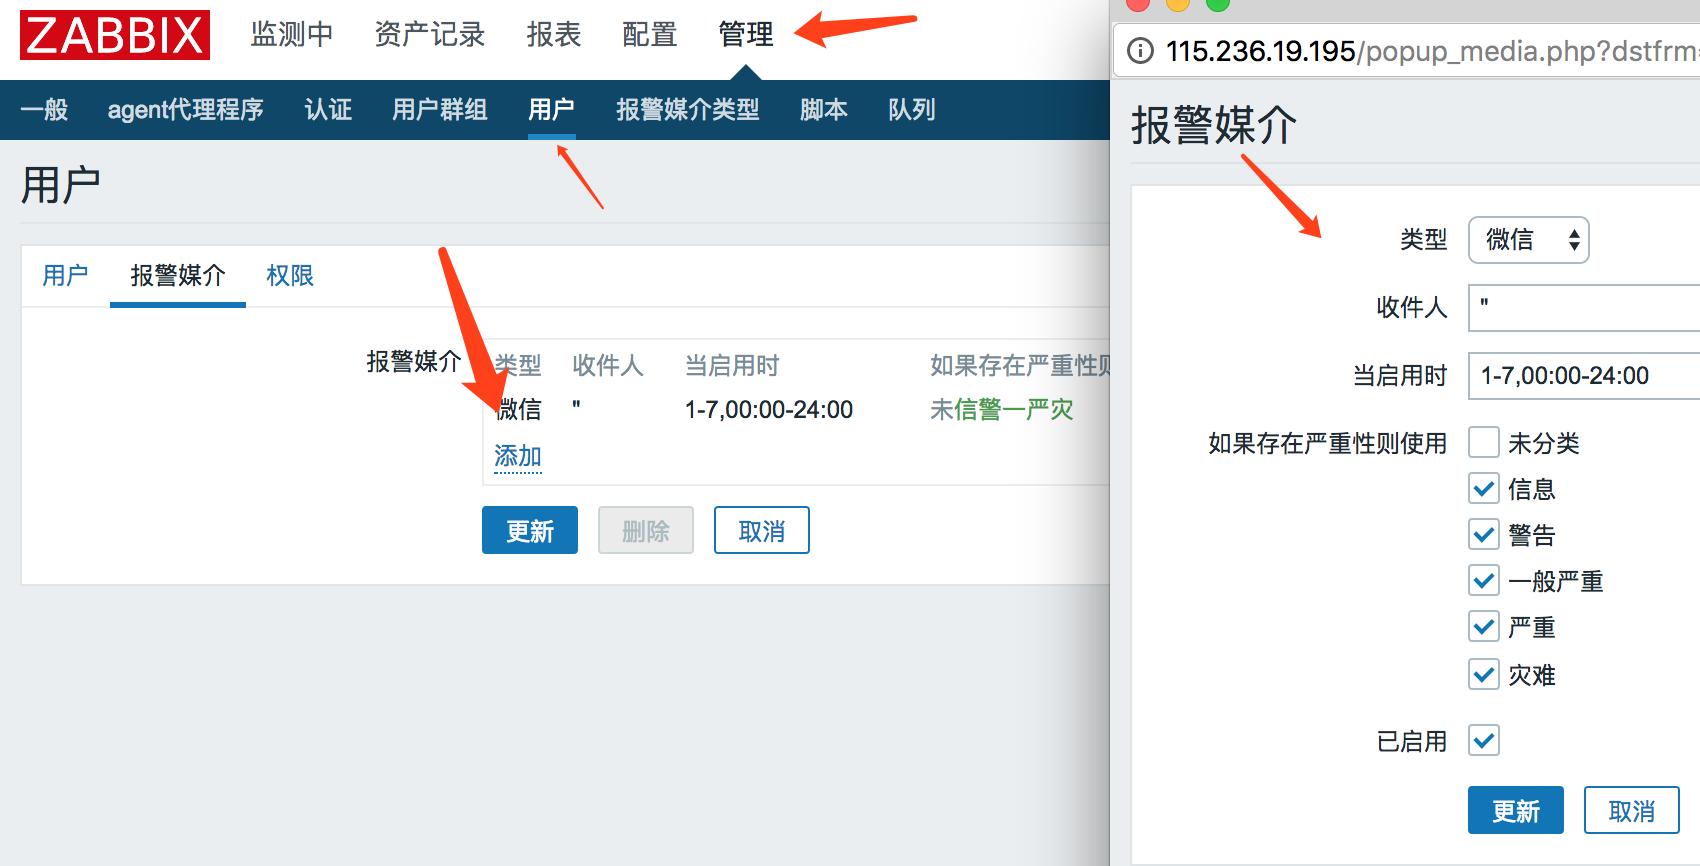 ZABBIX 监测中 资产记录 报表 配置 管理
一般 agent代理程序 认证 用户群组 用户 报警媒介类型 脚本 队列
用户
用户 报警媒介 权限
报警媒介 类型 收件人 当启用时 如果存在严重性则
微信 " 1-7,00:00-24:00 未信警一严灾
添加
更新 删除 取消
115.236.19.195/popup_media.php?dstfrm=
报警媒介
类型 微信
收件人 "
当启用时 1-7,00:00-24:00
如果存在严重性则使用 未分类
信息
警告
一般严重
严重
灾难
已启用
更新 取消